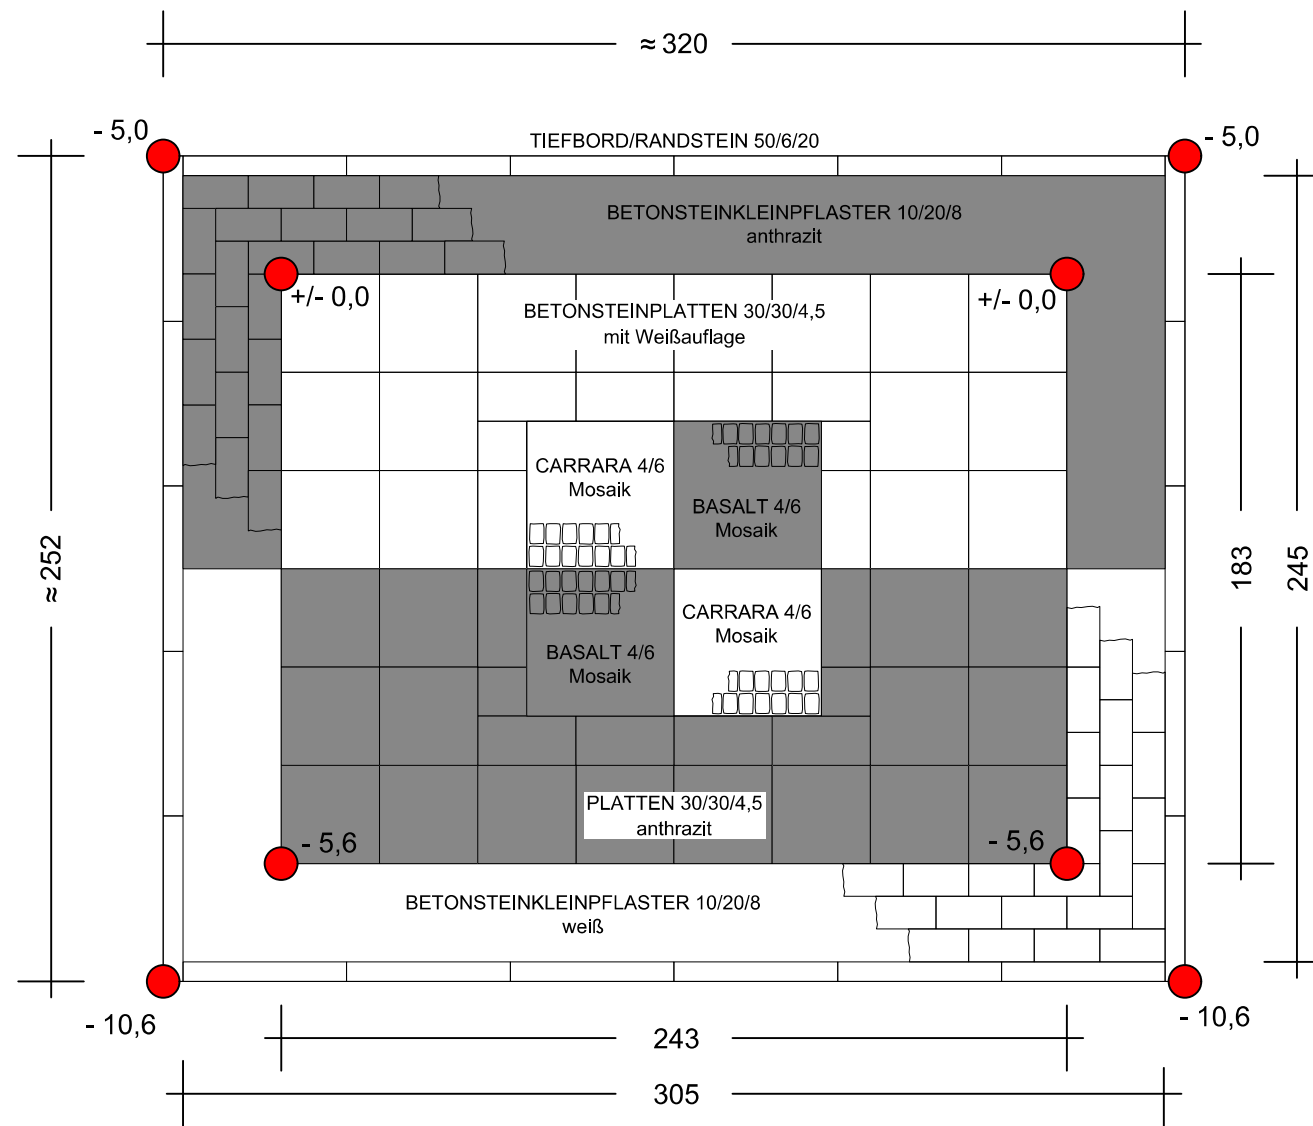 ≈ 320
- 5,0
TIEFBORD/RANDSTEIN 50/6/20
- 5,0
BETONSTEINKLEINPFLASTER 10/20/8
anthrazit
+/- 0,0
BETONSTEINPLATTEN 30/30/4,5
mit Weißauflage
+/- 0,0
CARRARA 4/6
Mosaik
BASALT 4/6
Mosaik
≈ 252
183
245
BASALT 4/6
Mosaik
CARRARA 4/6
Mosaik
PLATTEN 30/30/4,5
anthrazit
- 5,6
- 5,6
BETONSTEINKLEINPFLASTER 10/20/8
weiß
- 10,6
- 10,6
243
305